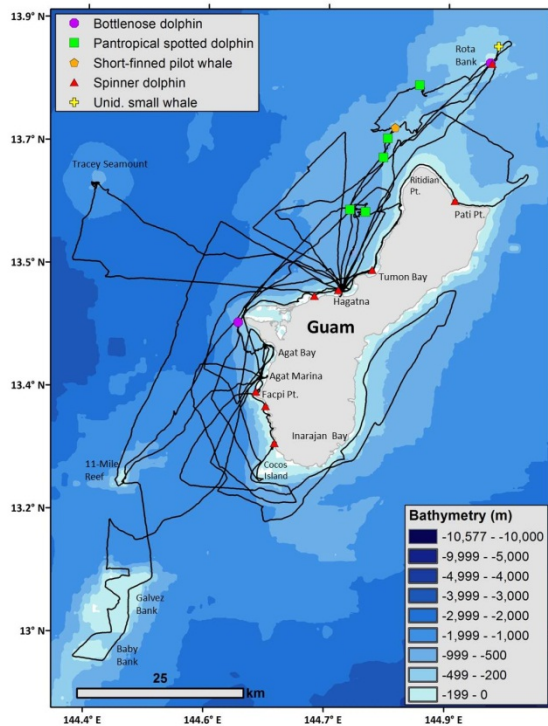 Bottlenose dolphin
Pantropical spotted dolphin
Short-finned pilot whale
Spinner dolphin
Unid. small whale
13.9°N
13.7°N
13.5°N
13.4°N
13.2°N
13°N
Rota
Bank
Tracey Seamount
Ritidian
Pt.
Pati Pt.
Tumon Bay
Hagatna
Guam
Agat Bay
Agat Marina
Facpi Pt.
Inarajan Bay
Cocos
Island
11-Mile
Reef
Galvez
Bank
Baby
Bank
Bathymetry (m)
-10,577 - -10,000
-9,999 - -5,000
-4,999 - -4,000
-3,999 - -3,000
-2,999 - -2,000
-1,999 - -1,000
-999 - -500
-499 - -200
-199 - 0
25
km
144.4°E
144.6°E
144.7°E
144.9°E